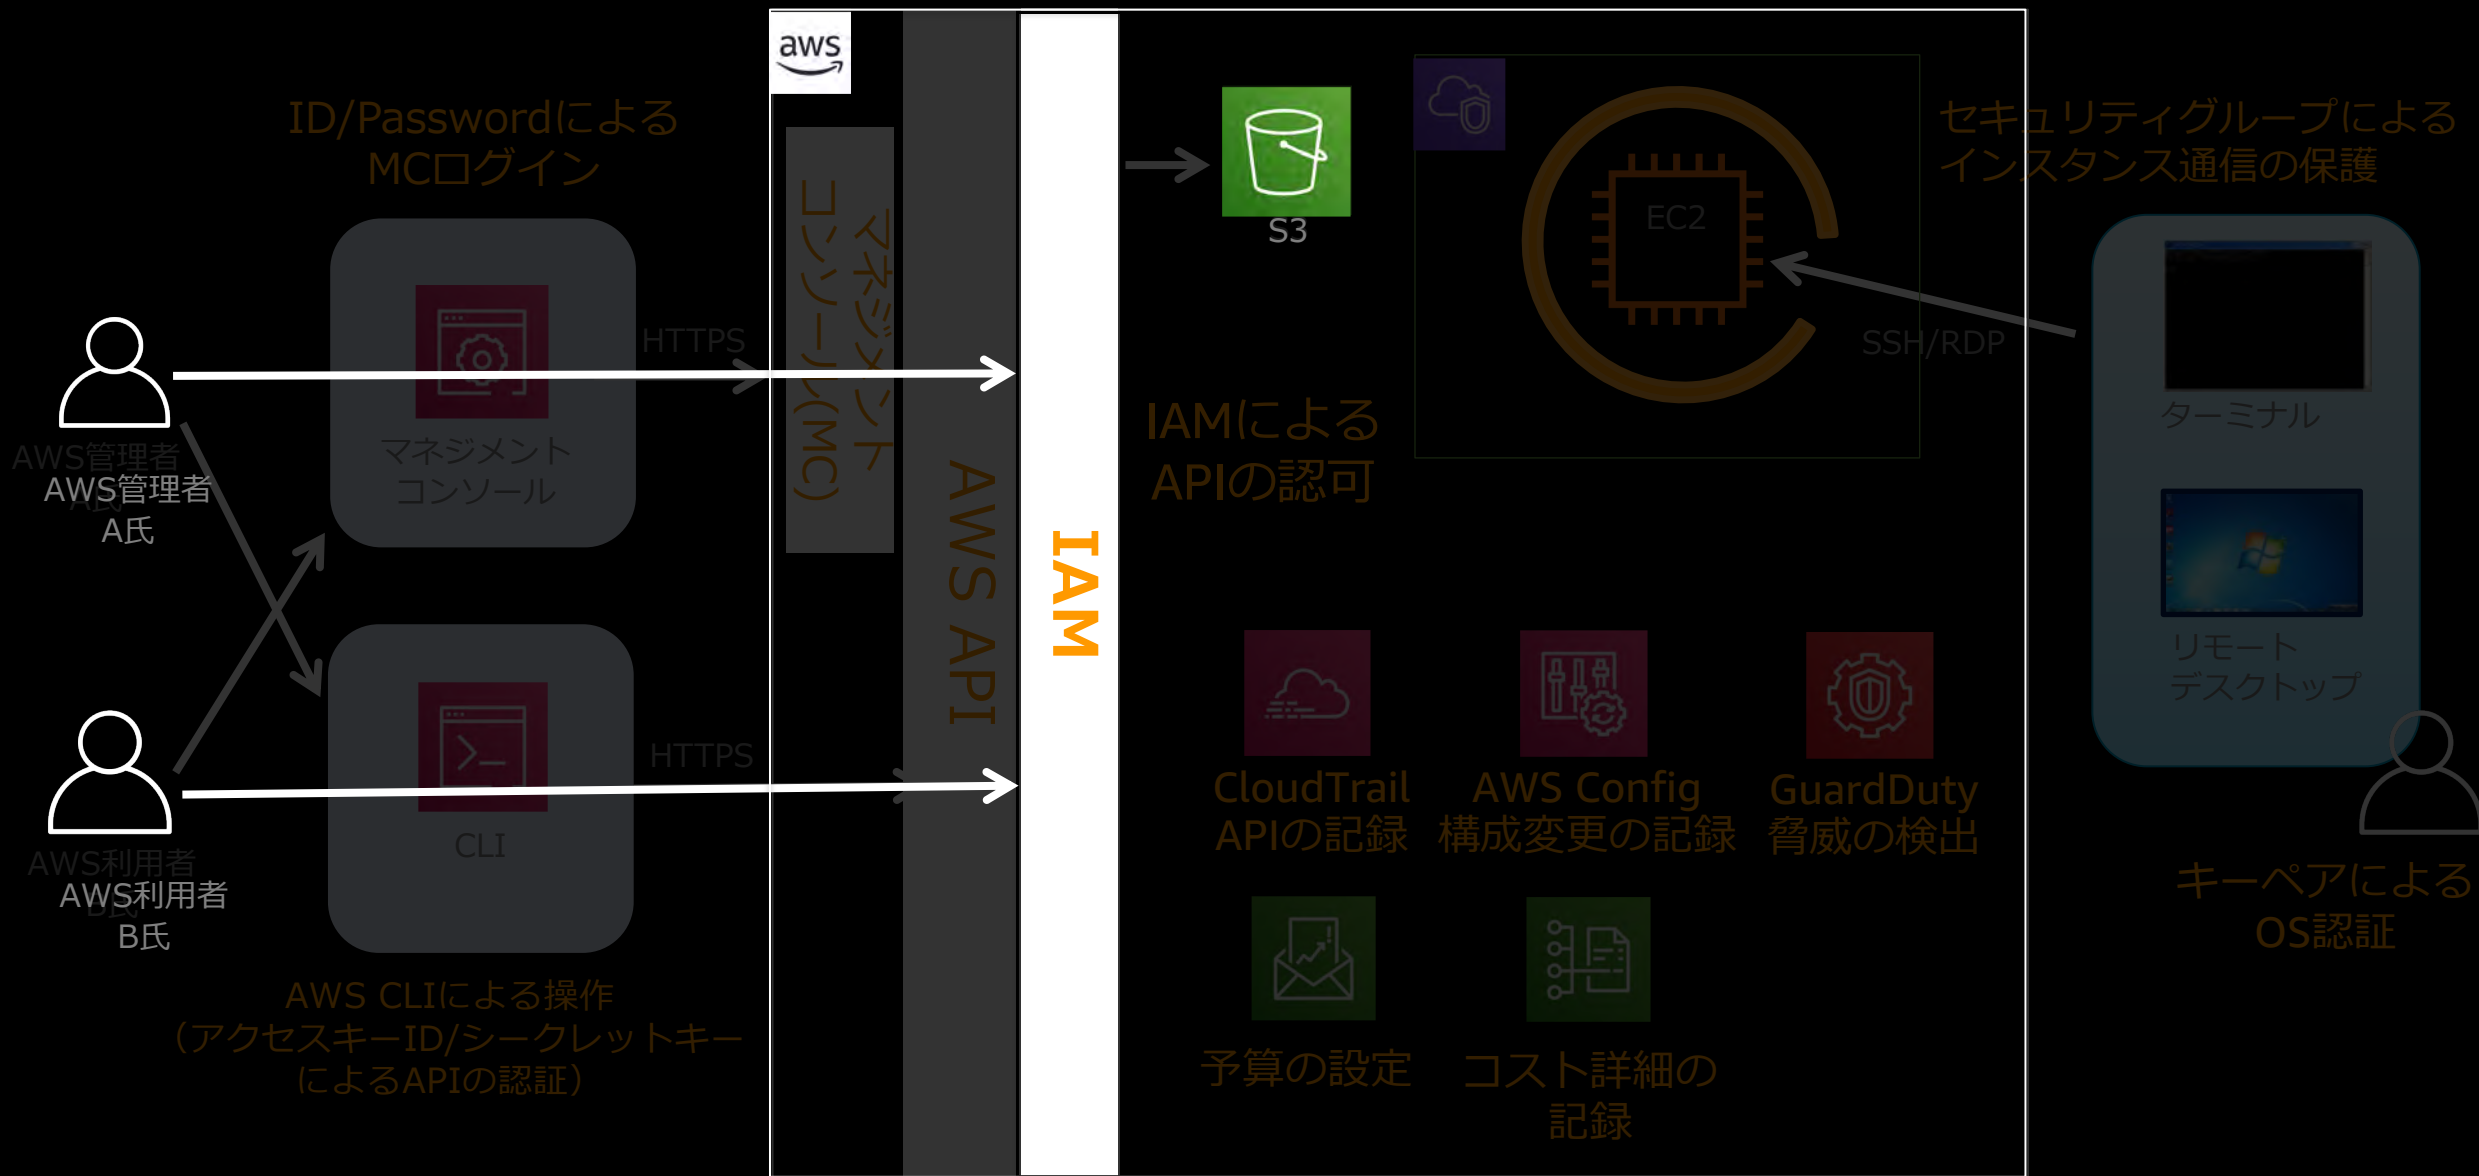 aws
ID/Passwordによる
MCログイン
セキュリティグループによる
インスタンス通信の保護
マネジメント
コンソール(MC)
S3
EC2
HTTPS
SSH/RDP
マネジメント
コンソール
ターミナル
AWS管理者
A氏
AWS管理者
A氏
IAMによる
APIの認可
AWS API
IAM
リモート
デスクトップ
HTTPS
CLI
CloudTrail
APIの記録
AWS Config
構成変更の記録
GuardDuty
脅威の検出
AWS利用者
B氏
AWS利用者
B氏
キーペアによる
OS認証
AWS CLIによる操作
（アクセスキーID/シークレットキー
によるAPIの認証）
予算の設定
コスト詳細の
記録